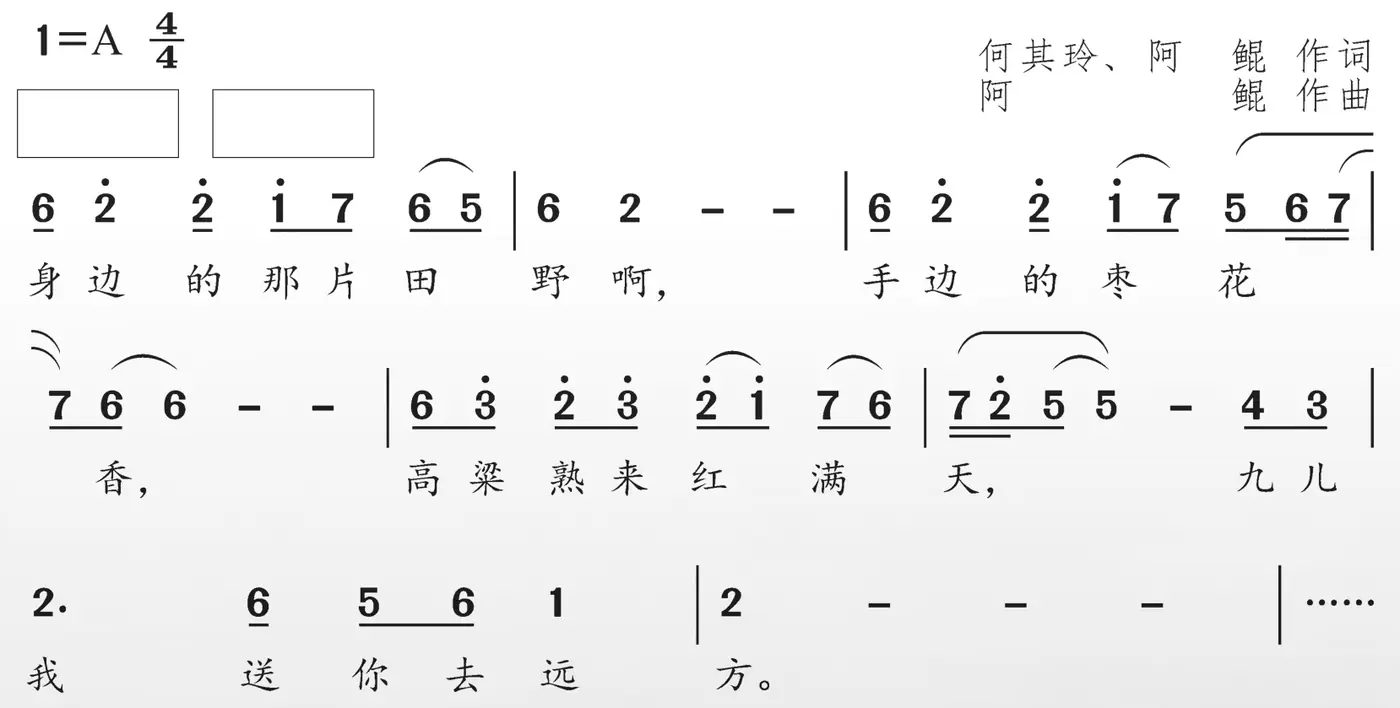 1=A 4/4
何其玲、阿 鲲 作词
阿 鲲 作曲
6 2̇ 2̇ 1̇ 7 6 5 | 6 2 – – | 6 2̇ 2̇ 1̇ 7 5 6 7 |
身边 的 那片 田 野 啊, 手边 的 枣 花
7 6 6 – – | 6 3̇ 2̇ 3̇ 2̇ 1̇ 7 6 | 7 2̇ 5 5 – 4 3 |
香, 高粱 熟来 红 满 天, 九儿
2. 6 5 6 1 | 2 – – – | ……
我 送 你 去 远 方。